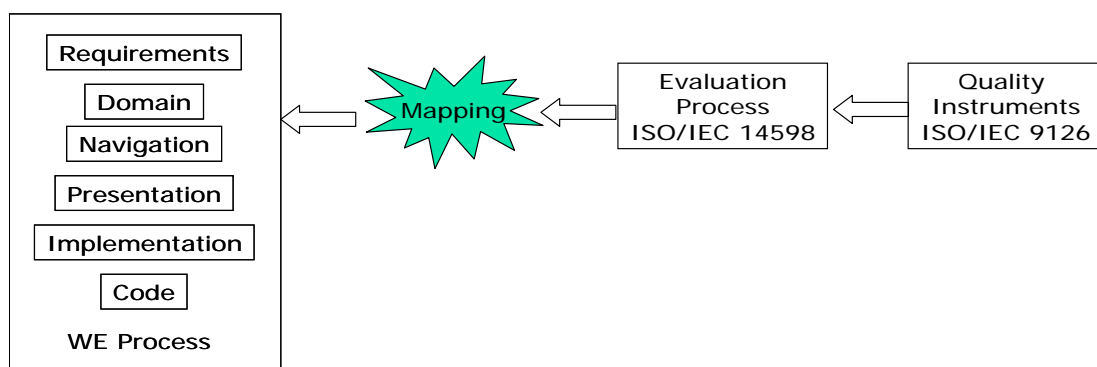 Requirements
Domain
Navigation
Presentation
Implementation
Code
WE Process
Mapping
Evaluation
Process
ISO/IEC 14598
Quality
Instruments
ISO/IEC 9126